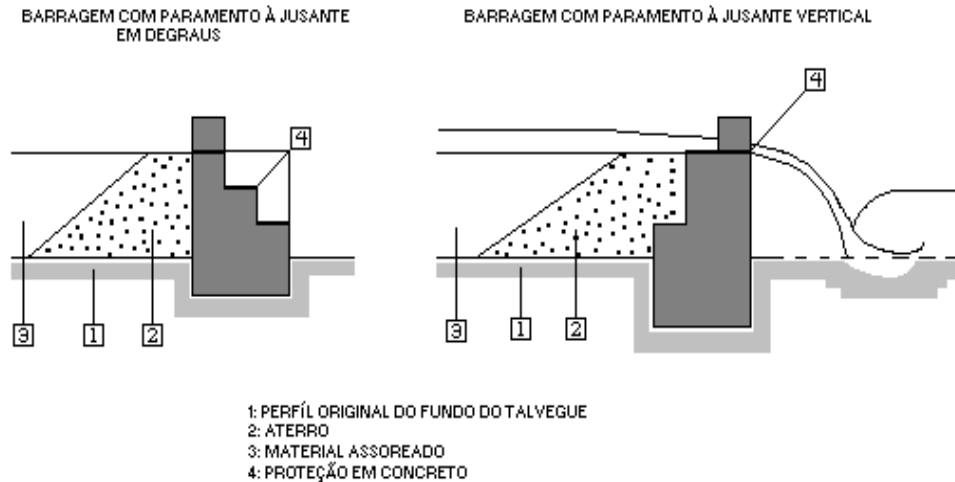 BARRAGEM COM PARAMENTO À JUSANTE
EM DEGRAUS
BARRAGEM COM PARAMENTO À JUSANTE VERTICAL
4
4
3
1
2
3
1
2
1: PERFÍL ORIGINAL DO FUNDO DO TALVEGUE
2: ATERRO
3: MATERIAL ASSOREADO
4: PROTEÇÃO EM CONCRETO